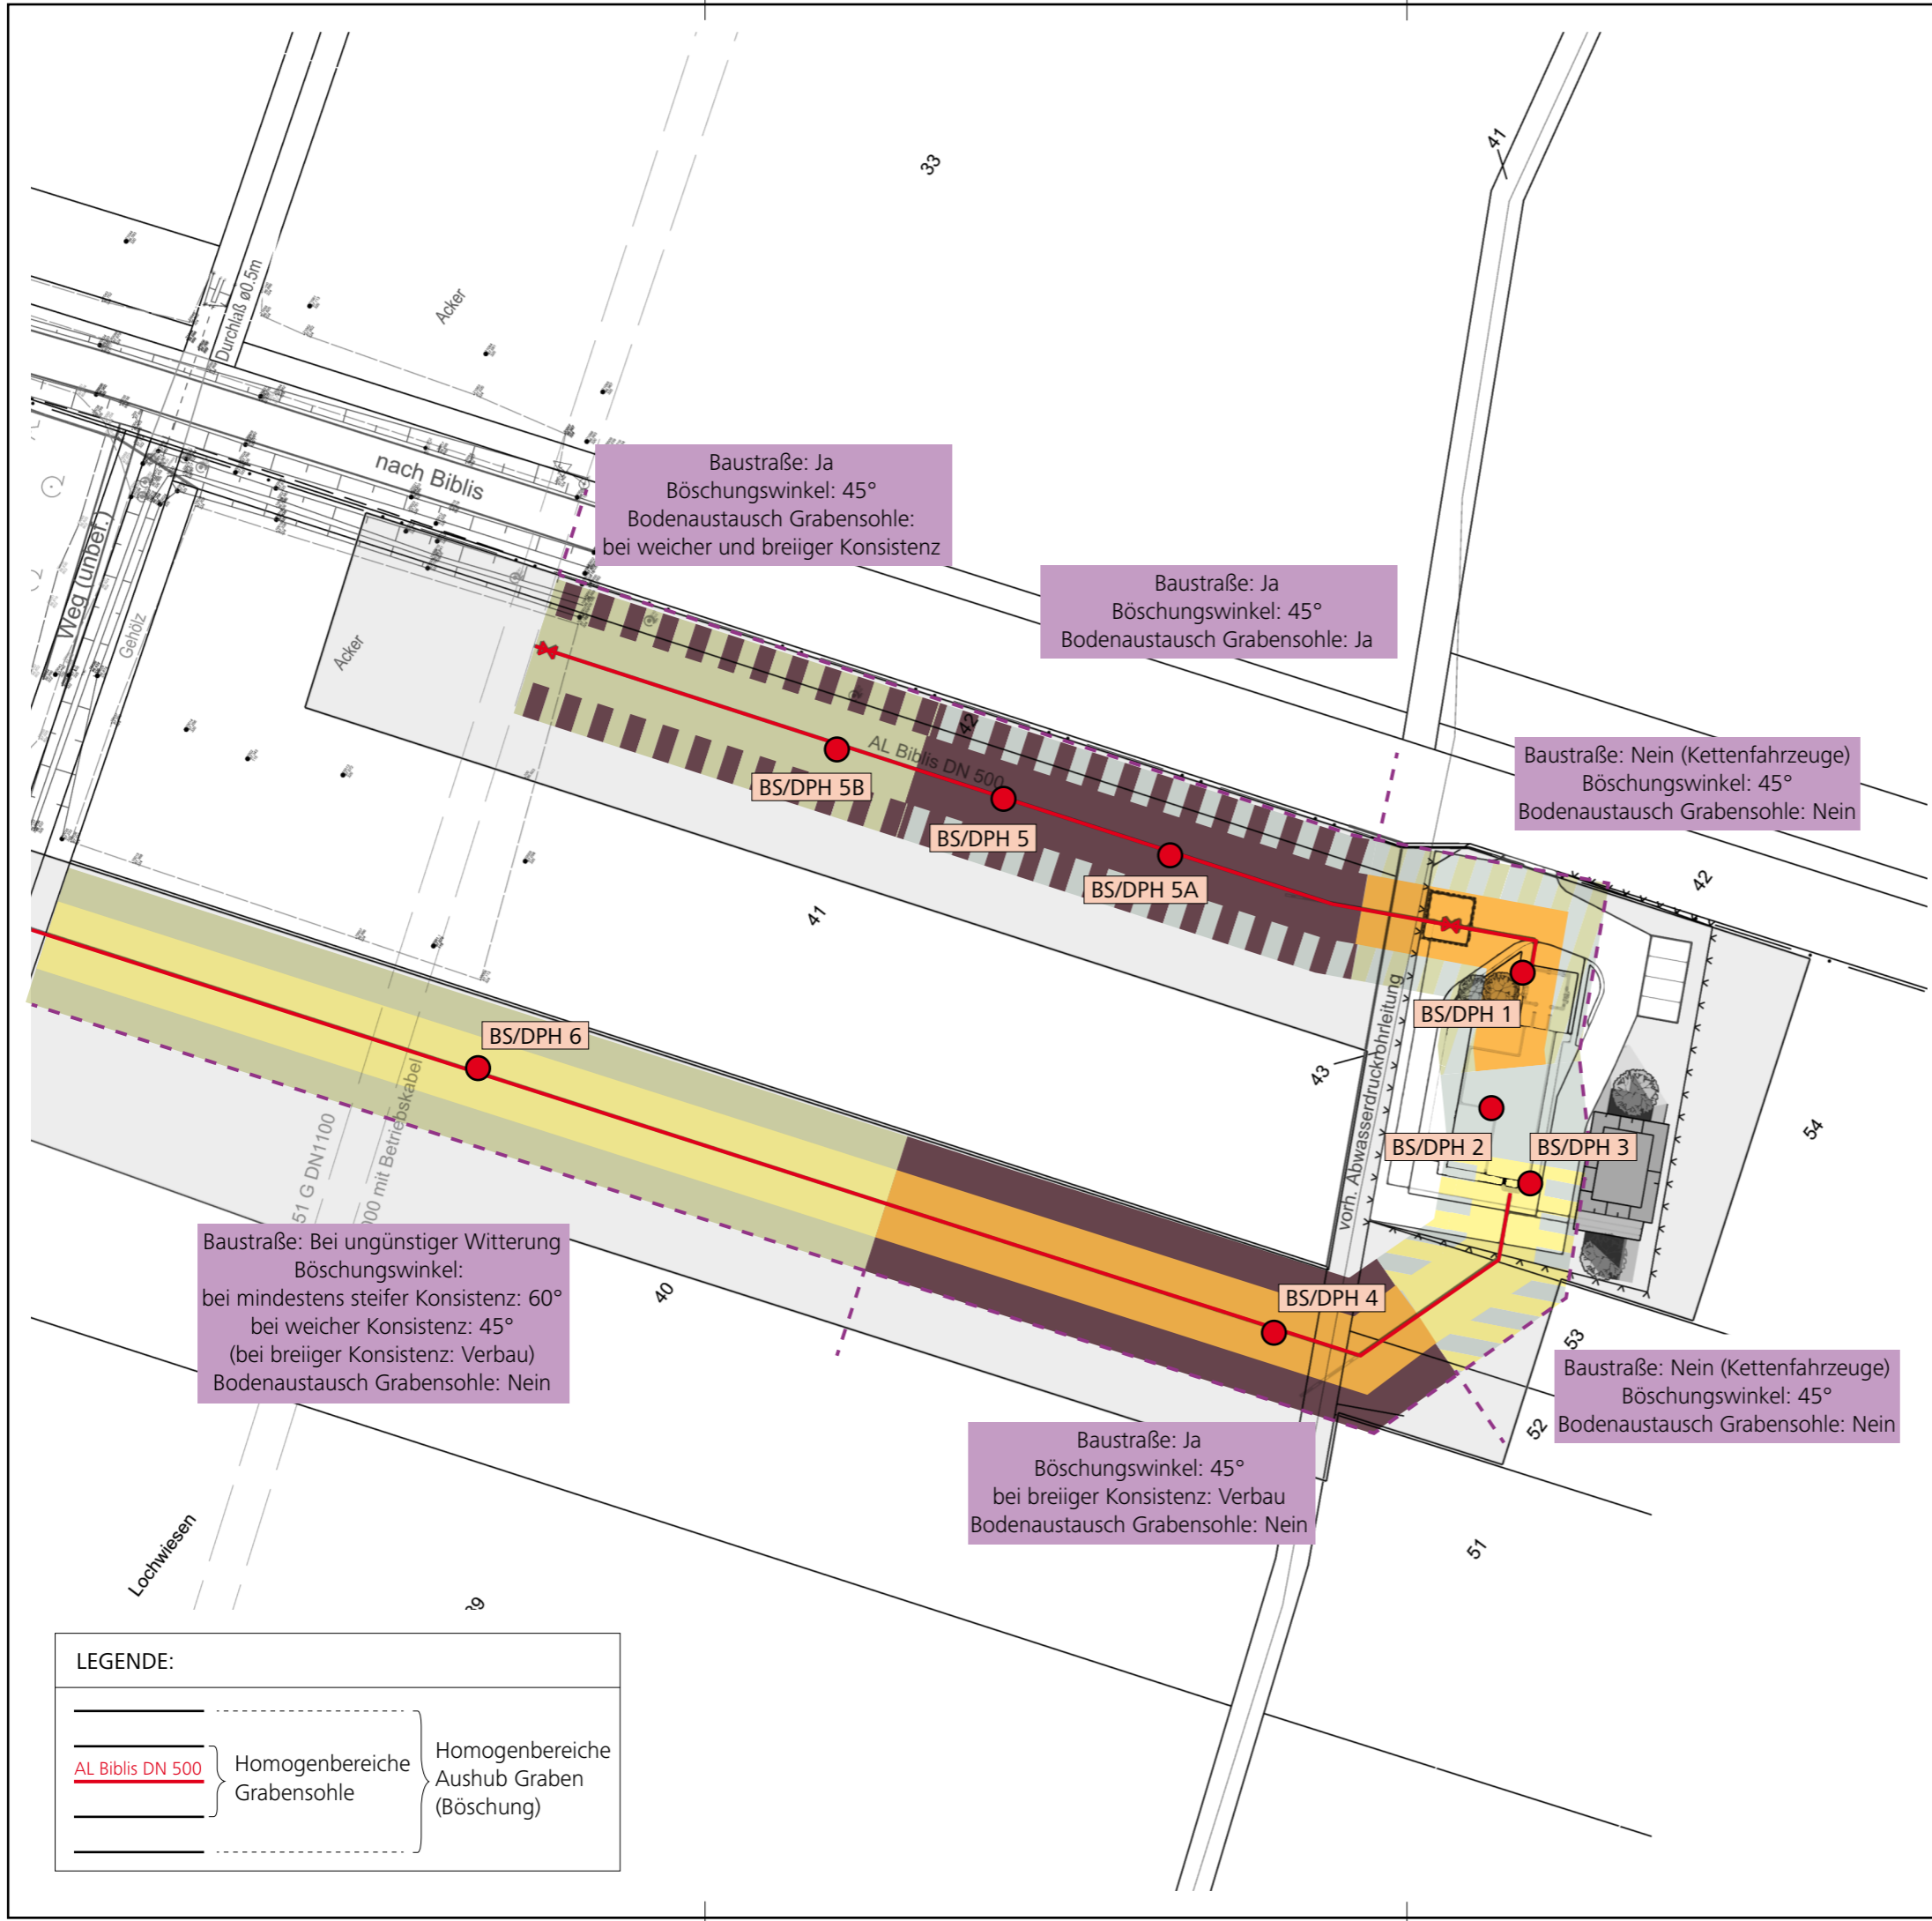 33
41
Durchlaß ø0.5m
Acker
nach Biblis
Weg (unbef.)
Gehölz
Acker
Baustraße: Ja
Böschungswinkel: 45°
Bodenaustausch Grabensohle:
bei weicher und breiiger Konsistenz
Baustraße: Ja
Böschungswinkel: 45°
Bodenaustausch Grabensohle: Ja
Baustraße: Nein (Kettenfahrzeuge)
Böschungswinkel: 45°
Bodenaustausch Grabensohle: Nein
42
AL Biblis DN 500
BS/DPH 5B
BS/DPH 5
BS/DPH 5A
42
41
BS/DPH 1
BS/DPH 6
43
vorh. Abwasserdruckrohrleitung
BS/DPH 2
BS/DPH 3
54
51 G DN1100
000 mit Betriebskabel
Baustraße: Bei ungünstiger Witterung
Böschungswinkel:
bei mindestens steifer Konsistenz: 60°
bei weicher Konsistenz: 45°
(bei breiiger Konsistenz: Verbau)
Bodenaustausch Grabensohle: Nein
40
BS/DPH 4
53
Baustraße: Nein (Kettenfahrzeuge)
Böschungswinkel: 45°
Bodenaustausch Grabensohle: Nein
52
Baustraße: Ja
Böschungswinkel: 45°
bei breiiger Konsistenz: Verbau
Bodenaustausch Grabensohle: Nein
51
Lochwiesen
LEGENDE:
AL Biblis DN 500
Homogenbereiche
Grabensohle
Homogenbereiche
Aushub Graben
(Böschung)